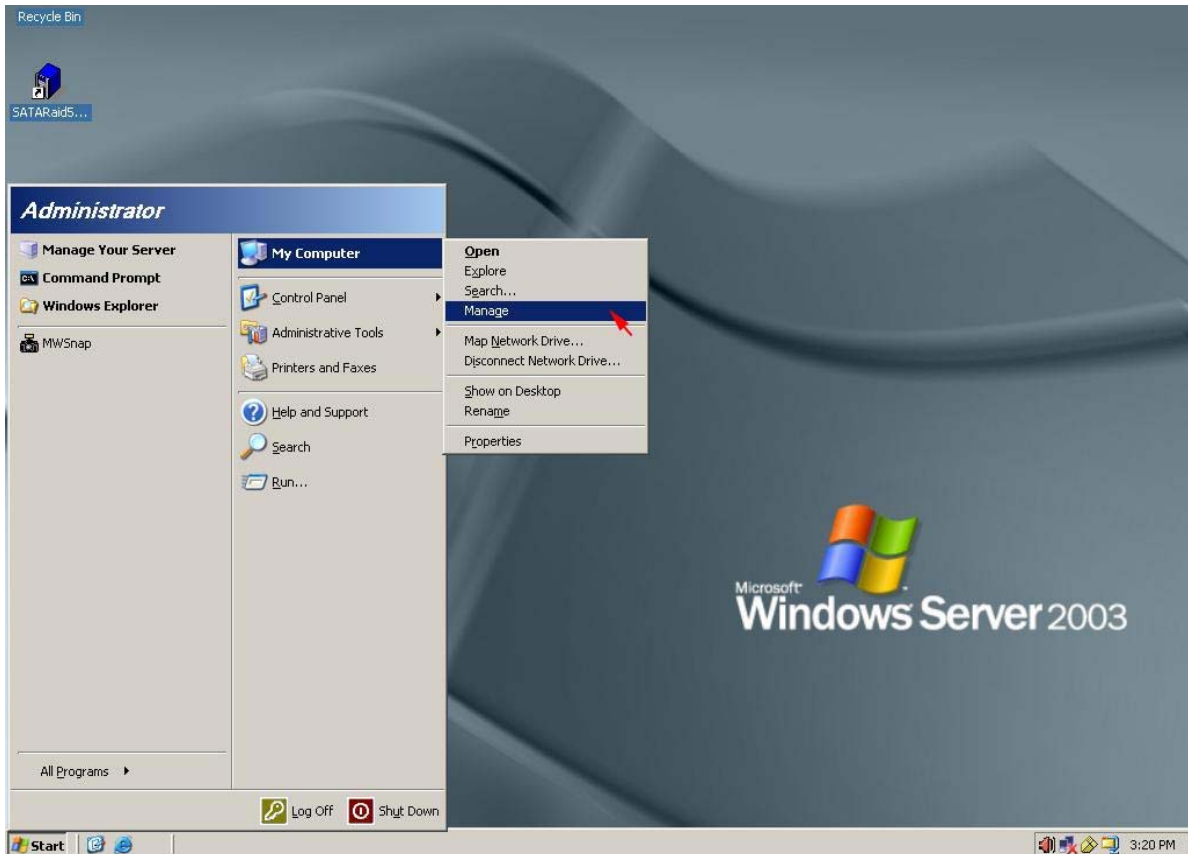 Recycle Bin
SATARaid5...
Administrator
Manage Your Server
Command Prompt
Windows Explorer
MWSnap
All Programs
My Computer
Control Panel
Administrative Tools
Printers and Faxes
Help and Support
Search
Run...
Log Off
Shut Down
Open
Explore
Search...
Manage
Map Network Drive...
Disconnect Network Drive...
Show on Desktop
Rename
Properties
Microsoft
Windows Server 2003
Start
3:20 PM